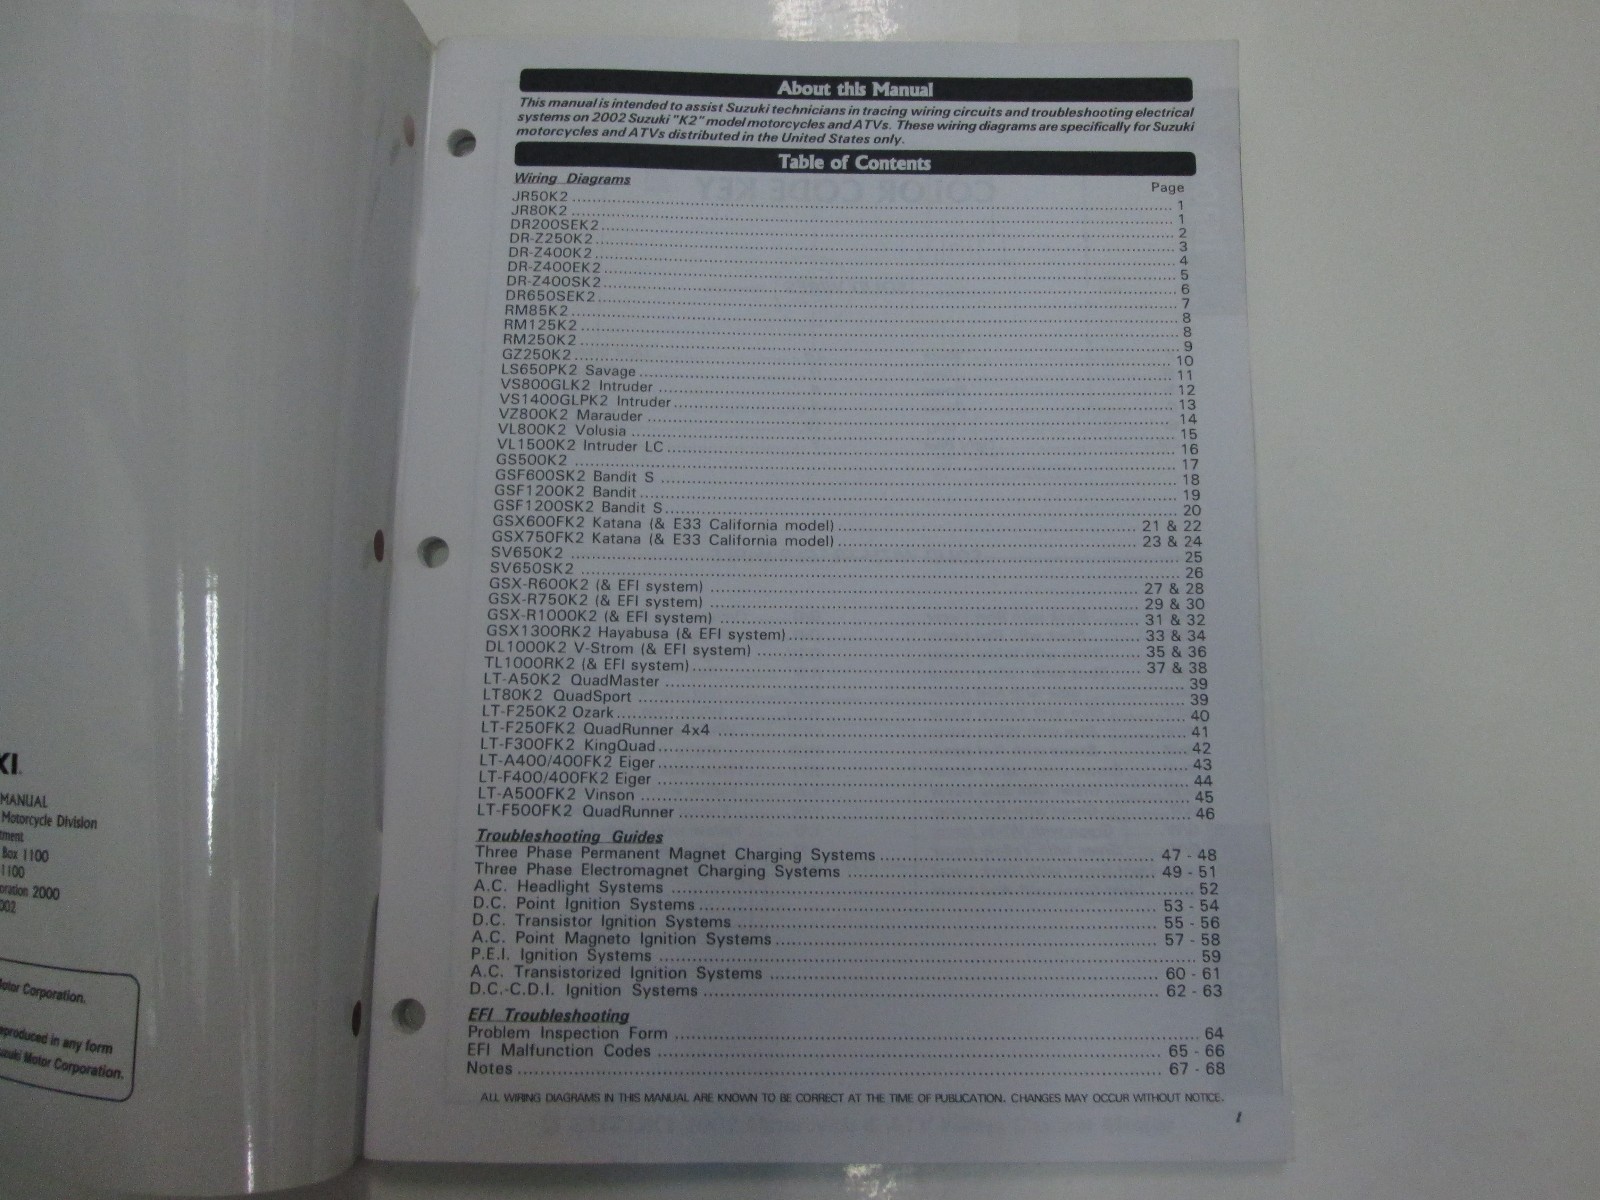 XI.
MANUAL
Motorcycle Division
Box 1100
1100
oration 2000
002
Motor Corporation.
eproduced in any form
uzuki Motor Corporation.
About this Manual
This manual is intended to assist Suzuki technicians in tracing wiring circuits and troubleshooting electrical
systems on 2002 Suzuki "K2" model motorcycles and ATVs. These wiring diagrams are specifically for Suzuki
motorcycles and ATVs distributed in the United States only.
Table of Contents
Wiring Diagrams Page
JR50K2 1
JR80K2 1
DR200SEK2 2
DR-Z250K2 3
DR-Z400K2 4
DR-Z400EK2 5
DR-Z400SK2 6
DR650SEK2 7
RM85K2 8
RM125K2 8
RM250K2 9
GZ250K2 10
LS650PK2 Savage 11
VS800GLK2 Intruder 12
VS1400GLPK2 Intruder 13
VZ800K2 Marauder 14
VL800K2 Volusia 15
VL1500K2 Intruder LC 16
GS500K2 17
GSF600SK2 Bandit S 18
GSF1200K2 Bandit 19
GSF1200SK2 Bandit S 20
GSX600FK2 Katana (& E33 California model) 21 & 22
GSX750FK2 Katana (& E33 California model) 23 & 24
SV650K2 25
SV650SK2 26
GSX-R600K2 (& EFI system) 27 & 28
GSX-R750K2 (& EFI system) 29 & 30
GSX-R1000K2 (& EFI system) 31 & 32
GSX1300RK2 Hayabusa (& EFI system) 33 & 34
DL1000K2 V-Strom (& EFI system) 35 & 36
TL1000RK2 (& EFI system) 37 & 38
LT-A50K2 QuadMaster 39
LT80K2 QuadSport 39
LT-F250K2 Ozark 40
LT-F250FK2 QuadRunner 4x4 41
LT-F300FK2 KingQuad 42
LT-A400/400FK2 Eiger 43
LT-F400/400FK2 Eiger 44
LT-A500FK2 Vinson 45
LT-F500FK2 QuadRunner 46
Troubleshooting Guides
Three Phase Permanent Magnet Charging Systems 47 - 48
Three Phase Electromagnet Charging Systems 49 - 51
A.C. Headlight Systems 52
D.C. Point Ignition Systems 53 - 54
D.C. Transistor Ignition Systems 55 - 56
A.C. Point Magneto Ignition Systems 57 - 58
P.E.I. Ignition Systems 59
A.C. Transistorized Ignition Systems 60 - 61
D.C.-C.D.I. Ignition Systems 62 - 63
EFI Troubleshooting
Problem Inspection Form 64
EFI Malfunction Codes 65 - 66
Notes 67 - 68
ALL WIRING DIAGRAMS IN THIS MANUAL ARE KNOWN TO BE CORRECT AT THE TIME OF PUBLICATION. CHANGES MAY OCCUR WITHOUT NOTICE.